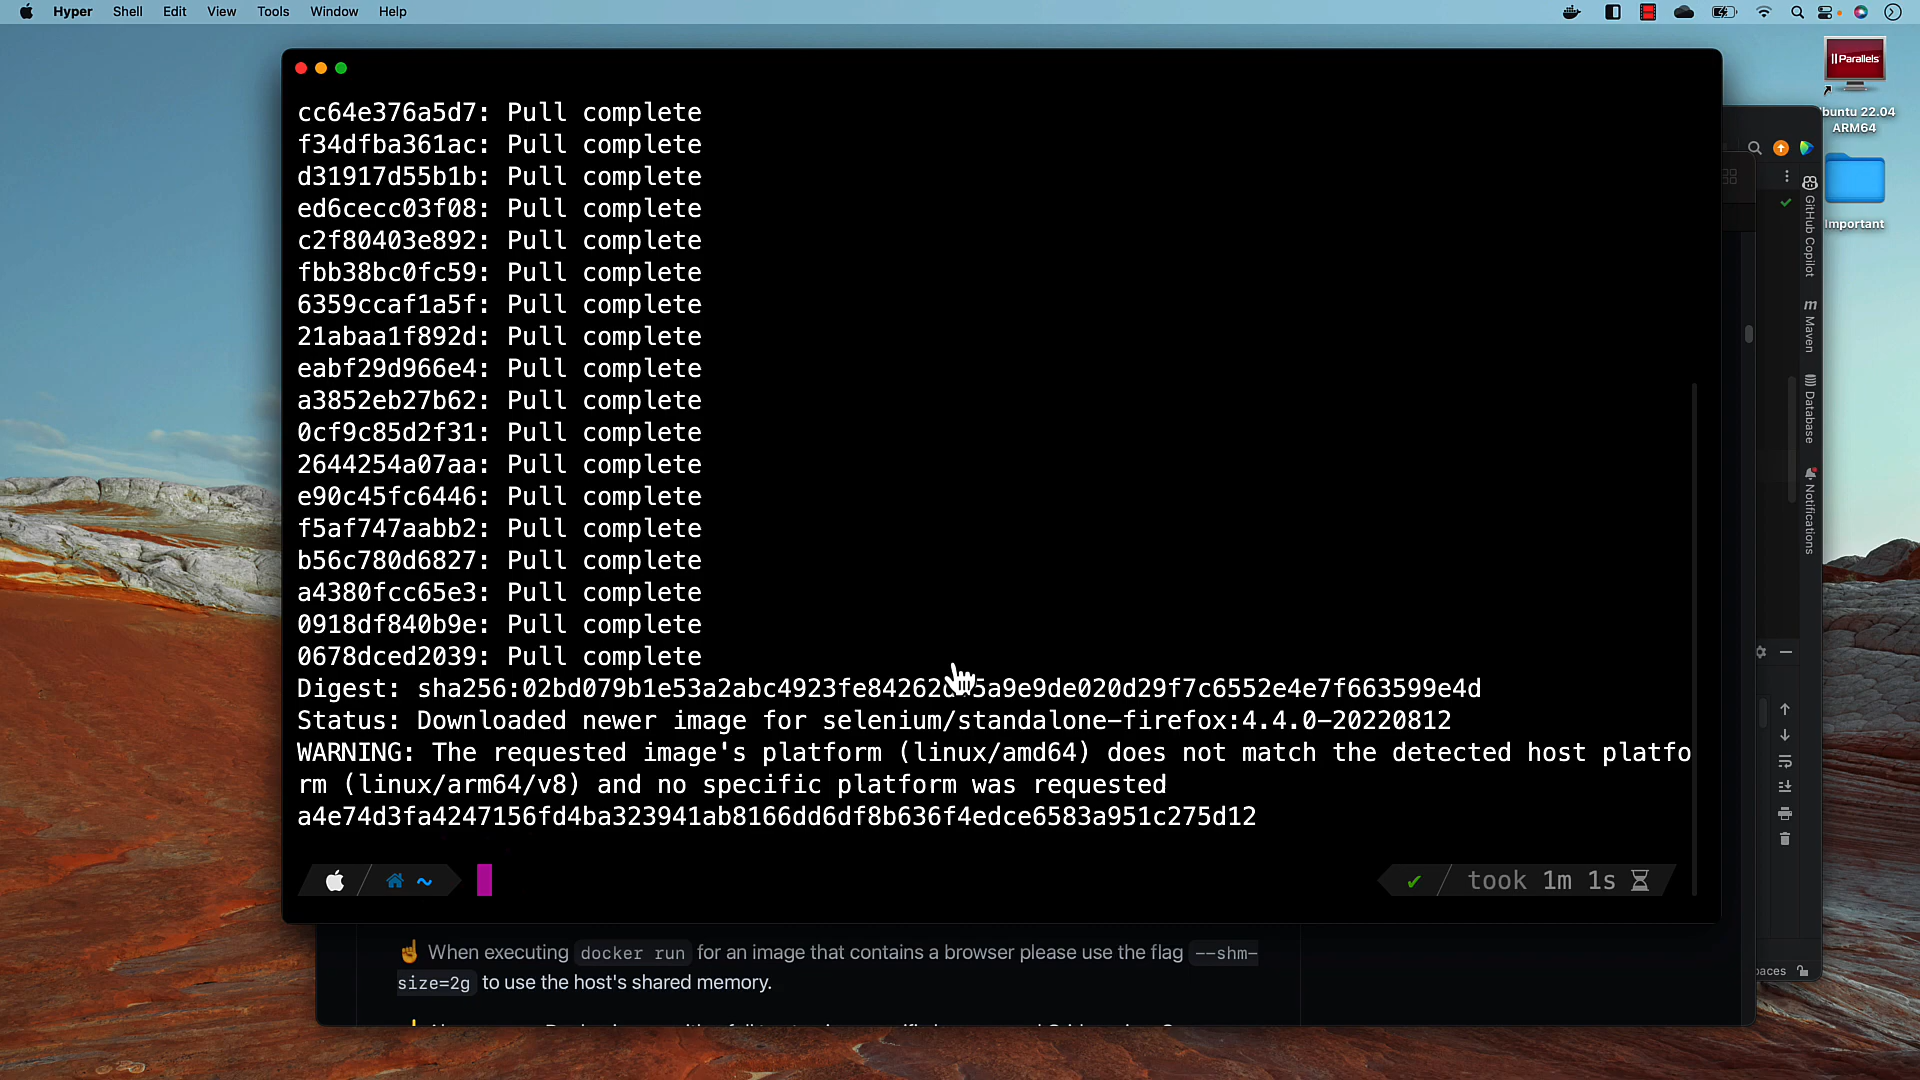 Hyper Shell Edit View Tools Window Help
Parallels
buntu 22.04
ARM64
Important
cc64e376a5d7: Pull complete
f34dfba361ac: Pull complete
d31917d55b1b: Pull complete
ed6cecc03f08: Pull complete
c2f80403e892: Pull complete
fbb38bc0fc59: Pull complete
6359ccaf1a5f: Pull complete
21abaa1f892d: Pull complete
eabf29d966e4: Pull complete
a3852eb27b62: Pull complete
0cf9c85d2f31: Pull complete
2644254a07aa: Pull complete
e90c45fc6446: Pull complete
f5af747aabb2: Pull complete
b56c780d6827: Pull complete
a4380fcc65e3: Pull complete
0918df840b9e: Pull complete
0678dced2039: Pull complete
Digest:
Status: Downloaded newer image for selenium/standalone-firefox:4.4.0-20220812
WARNING: The requested image's platform (linux/amd64) does not match the detected host platfo
rm (linux/arm64/v8) and no specific platform was requested
a4e74d3fa4247156fd4ba323941ab8166dd6df8b636f4edce6583a951c275d12
~
took 1m 1s
GitHub Copilot
Maven
Database
Notifications
When executing docker run for an image that contains a browser please use the flag --shm-
size=2g to use the host's shared memory.
paces